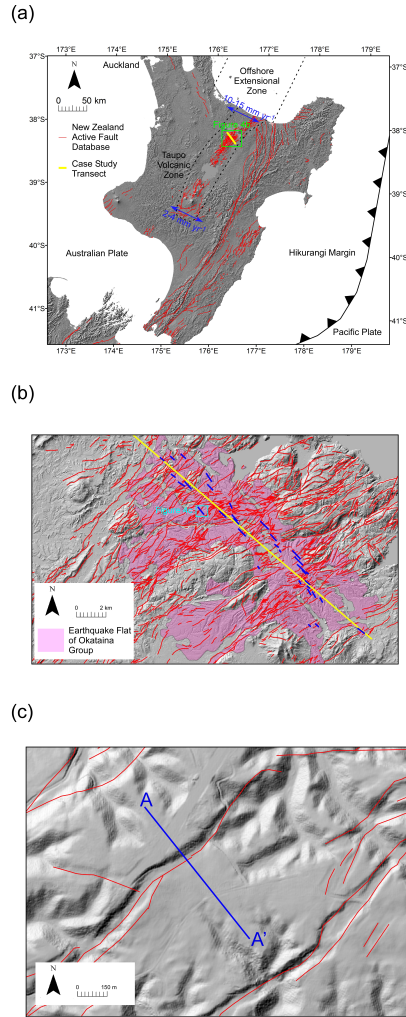 (a)
173°E 174°E 175°E 176°E 177°E 178°E 179°E
37°S
37°S
Auckland
Offshore
Extensional
Zone
N
0 50 km
10-15 mm yr⁻¹
38°S
38°S
New Zealand
Active Fault
Database
Case Study
Transect
Taupo
Volcanic
Zone
39°S
39°S
2-4 mm yr⁻¹
40°S
40°S
Australian Plate
Hikurangi Margin
41°S
41°S
Pacific Plate
173°E 174°E 175°E 176°E 177°E 178°E 179°E
(b)
N
0 2 km
Earthquake Flat
of Okataina
Group
(c)
A
A'
N
0 150 m